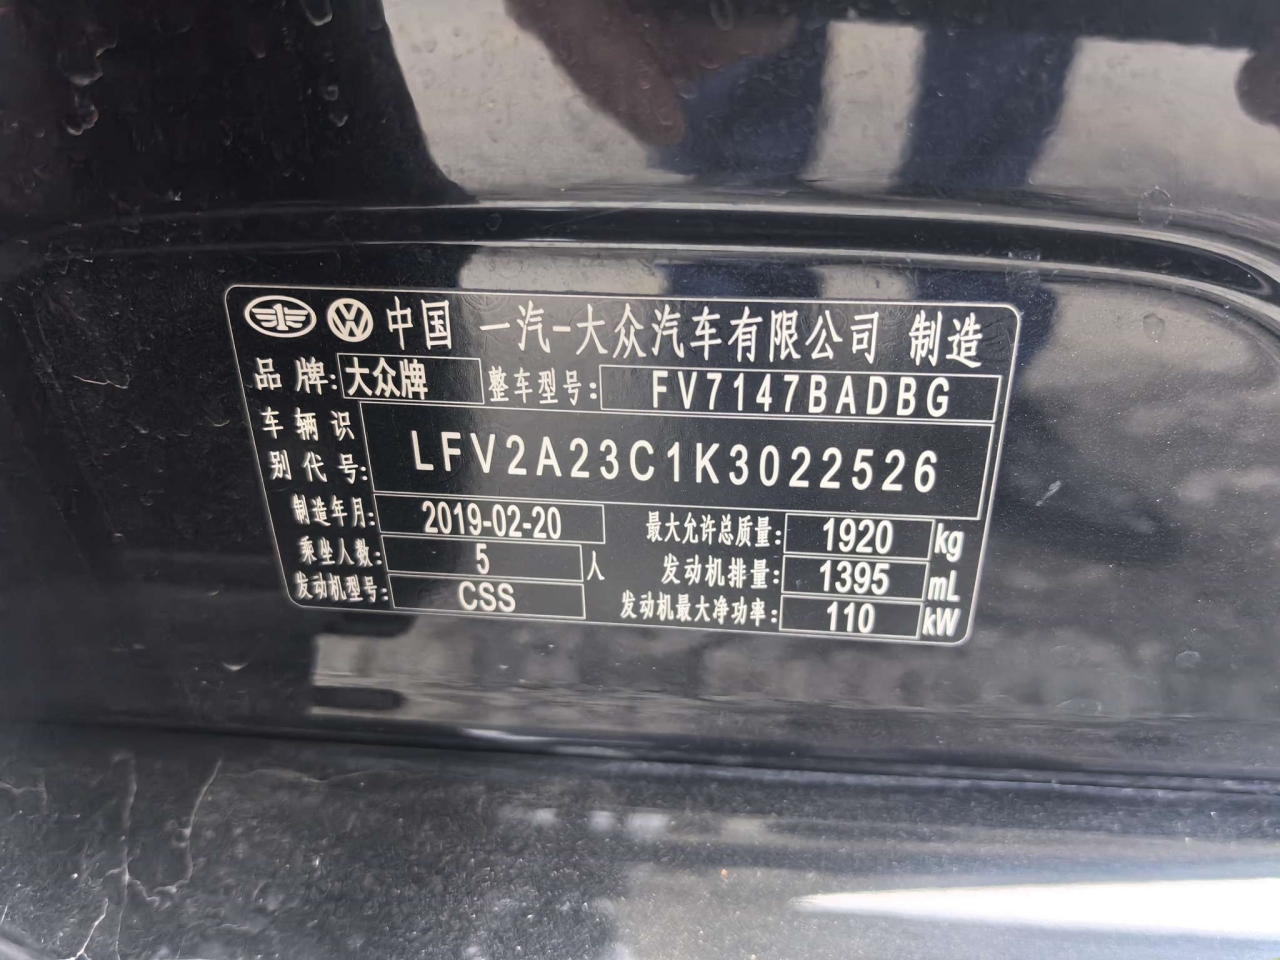 中国 一汽-大众汽车有限公司 制造
品牌: 大众牌 整车型号: FV7147BADBG
车辆识别代号: LFV2A23C1K3022526
制造年月: 2019-02-20 最大允许总质量: 1920 kg
乘坐人数: 5 人 发动机排量: 1395 mL
发动机型号: CSS 发动机最大净功率: 110 kW